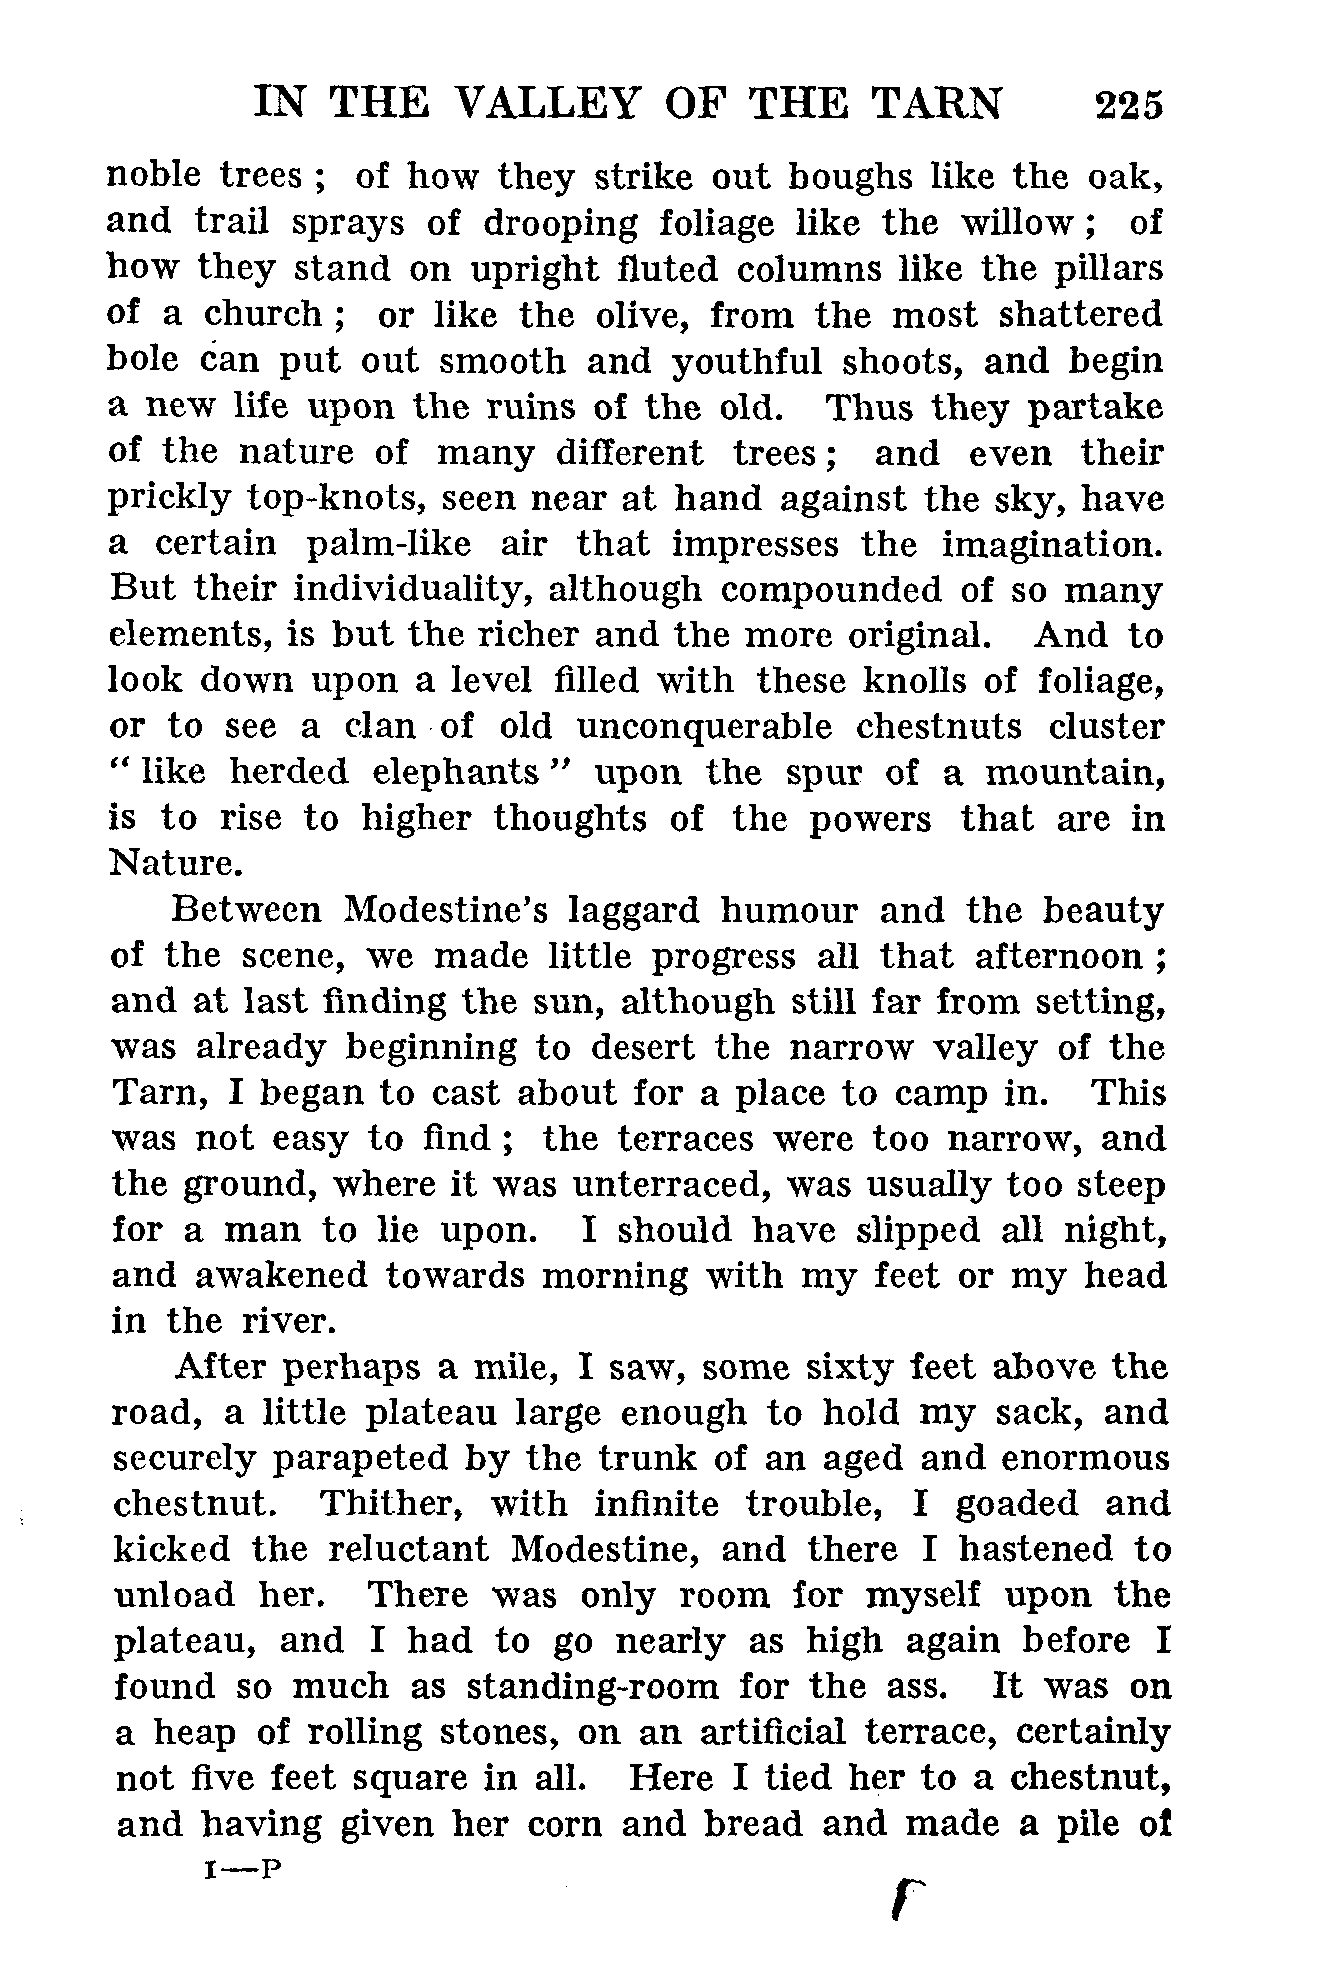 IN THE VALLEY OF THE TARN 225
noble trees ; of how they strike out boughs like the oak,
and trail sprays of drooping foliage like the willow ; of
how they stand on upright fluted columns like the pillars
of a church ; or like the olive, from the most shattered
bole can put out smooth and youthful shoots, and begin
a new life upon the ruins of the old. Thus they partake
of the nature of many different trees ; and even their
prickly top-knots, seen near at hand against the sky, have
a certain palm-like air that impresses the imagination.
But their individuality, although compounded of so many
elements, is but the richer and the more original. And to
look down upon a level filled with these knolls of foliage,
or to see a clan of old unconquerable chestnuts cluster
“ like herded elephants ” upon the spur of a mountain,
is to rise to higher thoughts of the powers that are in
Nature.
Between Modestine’s laggard humour and the beauty
of the scene, we made little progress all that afternoon ;
and at last finding the sun, although still far from setting,
was already beginning to desert the narrow valley of the
Tarn, I began to cast about for a place to camp in. This
was not easy to find ; the terraces were too narrow, and
the ground, where it was unterraced, was usually too steep
for a man to lie upon. I should have slipped all night,
and awakened towards morning with my feet or my head
in the river.
After perhaps a mile, I saw, some sixty feet above the
road, a little plateau large enough to hold my sack, and
securely parapeted by the trunk of an aged and enormous
chestnut. Thither, with infinite trouble, I goaded and
kicked the reluctant Modestine, and there I hastened to
unload her. There was only room for myself upon the
plateau, and I had to go nearly as high again before I
found so much as standing-room for the ass. It was on
a heap of rolling stones, on an artificial terrace, certainly
not five feet square in all. Here I tied her to a chestnut,
and having given her corn and bread and made a pile of
I—P